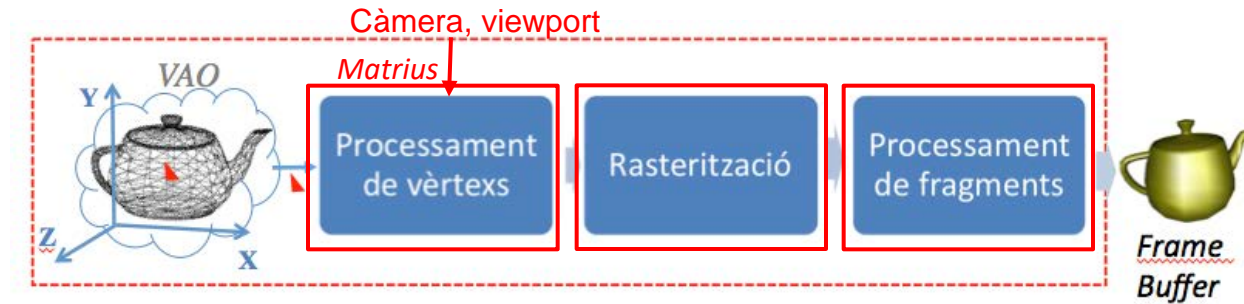 Càmera, viewport
Matrius
VAO
Y
Z
X
Processament
de vèrtexs
Rasterització
Processament
de fragments
Frame
Buffer